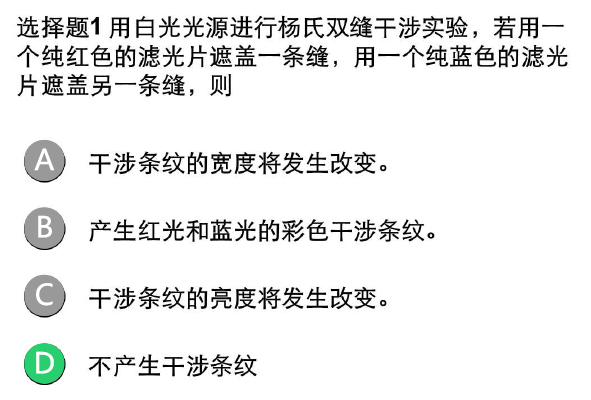 选择题1 用白光光源进行杨氏双缝干涉实验，若用一
个纯红色的滤光片遮盖一条缝，用一个纯蓝色的滤光
片遮盖另一条缝，则
A 干涉条纹的宽度将发生改变。
B 产生红光和蓝光的彩色干涉条纹。
C 干涉条纹的亮度将发生改变。
D 不产生干涉条纹